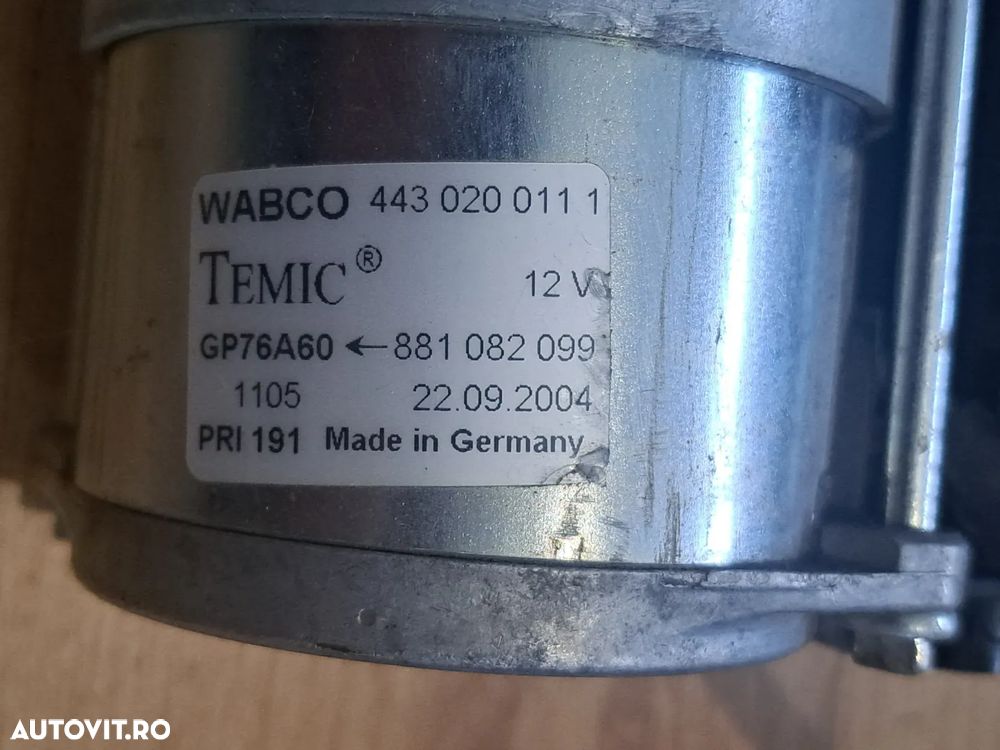 WABCO 443 020 011 1
TEMIC® 12 V
GP76A60 ←881 082 099
1105 22.09.2004
PRI 191 Made in Germany
AUTOVIT.RO